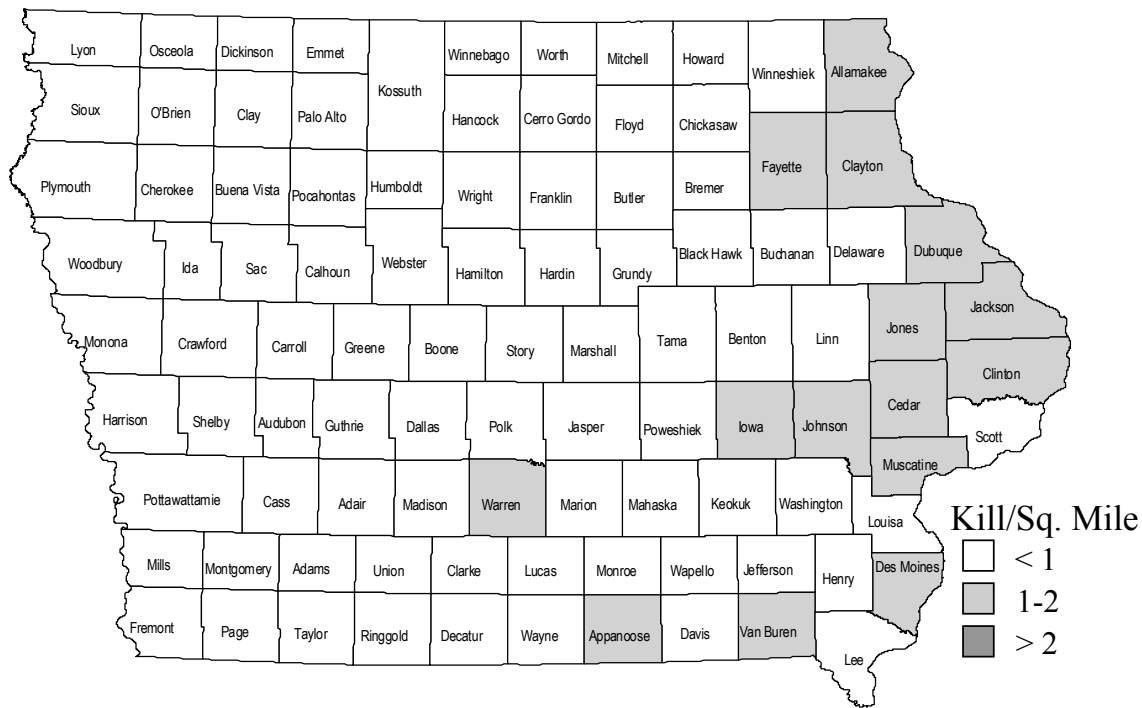 Lyon Osceola Dickinson Emmet Winnebago Worth Mitchell Howard Winneshiek Allamakee
Kossuth
Sioux O'Brien Clay Palo Alto Hancock Cerro Gordo Floyd Chickasaw
Fayette Clayton
Plymouth Cherokee Buena Vista Pocahontas Humboldt Wright Franklin Butler Bremer
Woodbury Ida Sac Calhoun Webster Hamilton Hardin Grundy Black Hawk Buchanan Delaware Dubuque
Jackson
Monona Crawford Carroll Greene Boone Story Marshall Tama Benton Linn Jones
Clinton
Harrison Shelby Audubon Guthrie Dallas Polk Jasper Poweshiek Iowa Johnson Cedar
Scott
Muscatine
Pottawattamie Cass Adair Madison Warren Marion Mahaska Keokuk Washington
Louisa
Kill/Sq. Mile
< 1
1-2
> 2
Mills Montgomery Adams Union Clarke Lucas Monroe Wapello Jefferson Henry Des Moines
Fremont Page Taylor Ringgold Decatur Wayne Appanoose Davis Van Buren
Lee